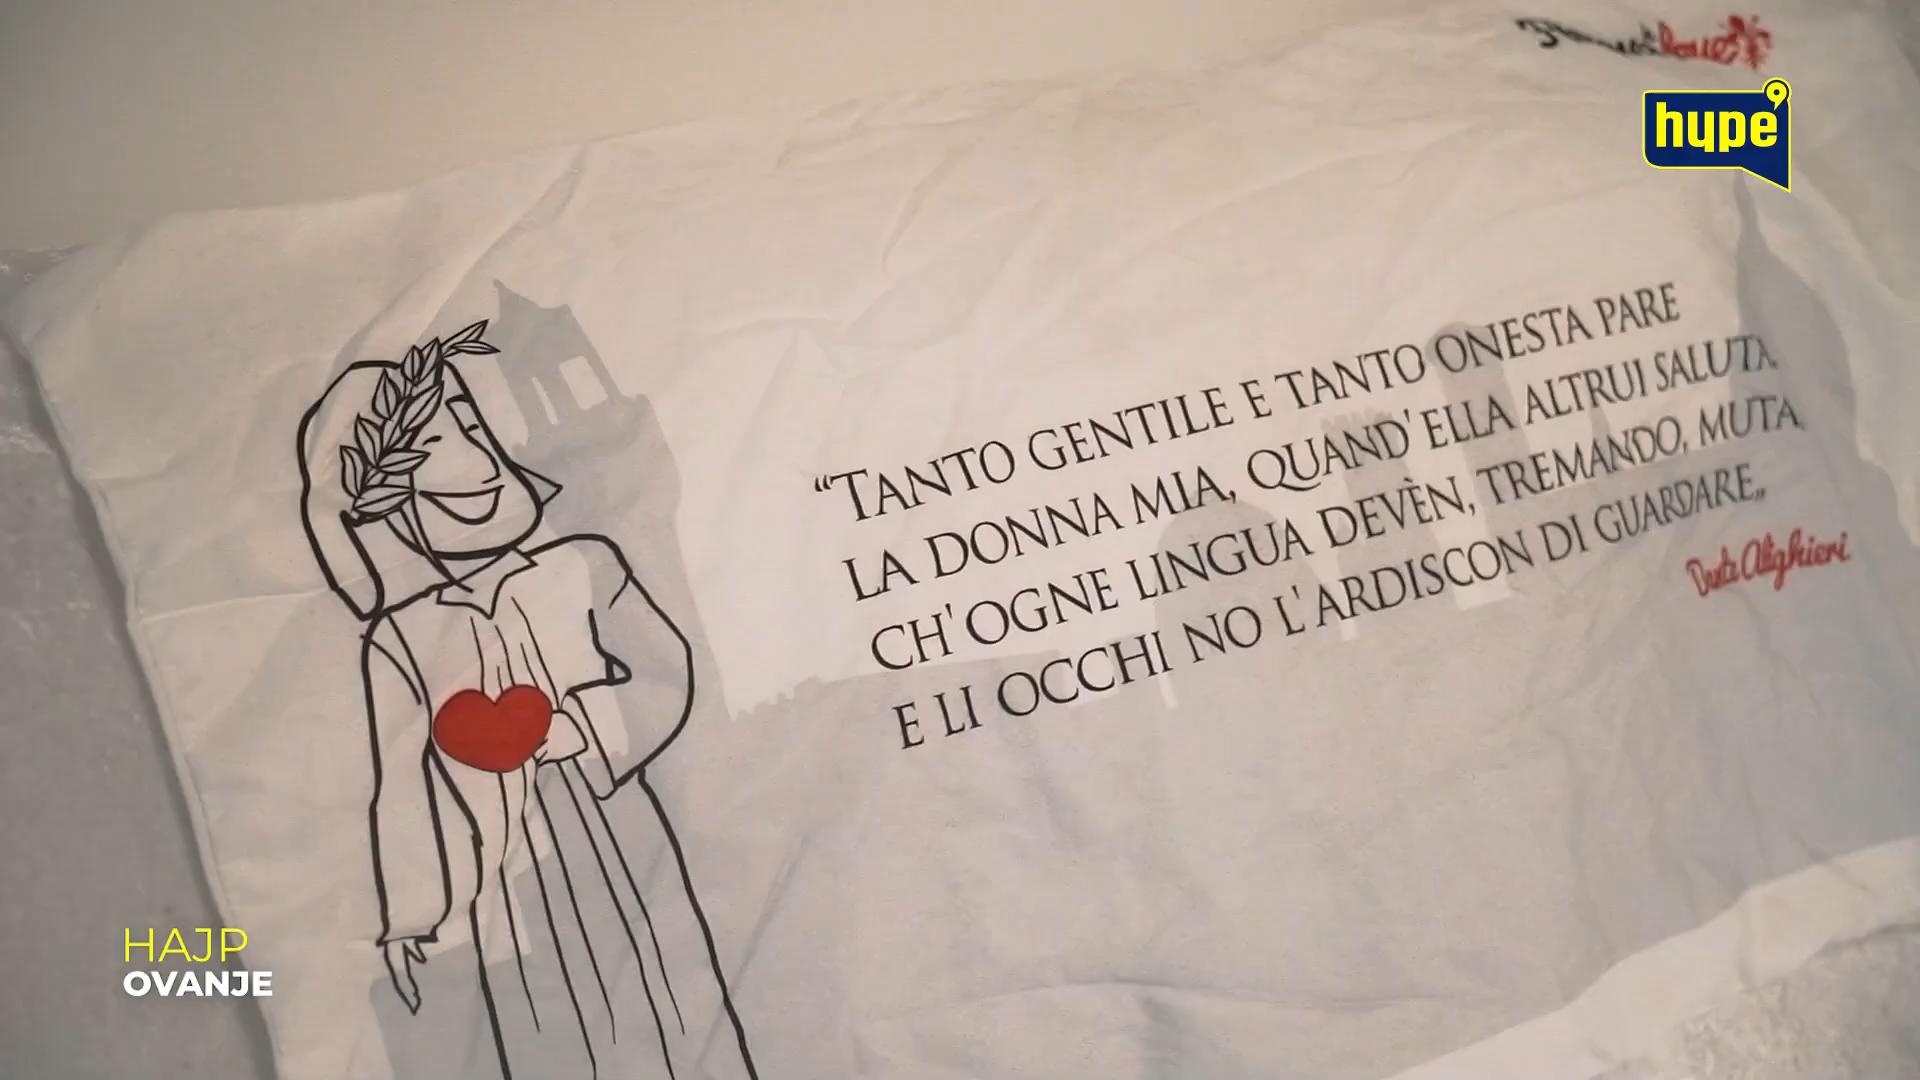 hype
"TANTO GENTILE E TANTO ONESTA PARE
LA DONNA MIA, QUAND'ELLA ALTRUI SALUTA
CH'OGNE LINGUA DEVÈN, TREMANDO, MUTA
E LI OCCHI NO L'ARDISCON DI GUARDARE„
Dante Alighieri
HAJP
OVANJE